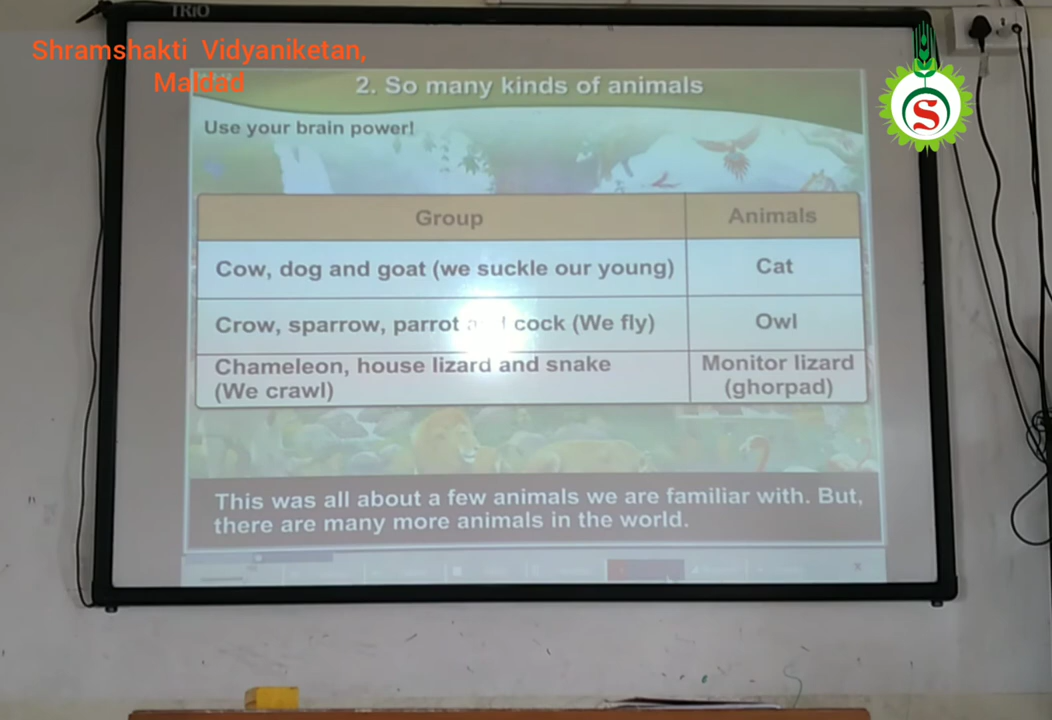 TRIO
Shramshakti Vidyaniketan,
Maldad
S
2. So many kinds of animals
Use your brain power!
Group Animals
Cow, dog and goat (we suckle our young) Cat
Crow, sparrow, parrot cock (We fly) Owl
Chameleon, house lizard and snake
(We crawl)
Monitor lizard
(ghorpad)
This was all about a few animals we are familiar with. But,
there are many more animals in the world.